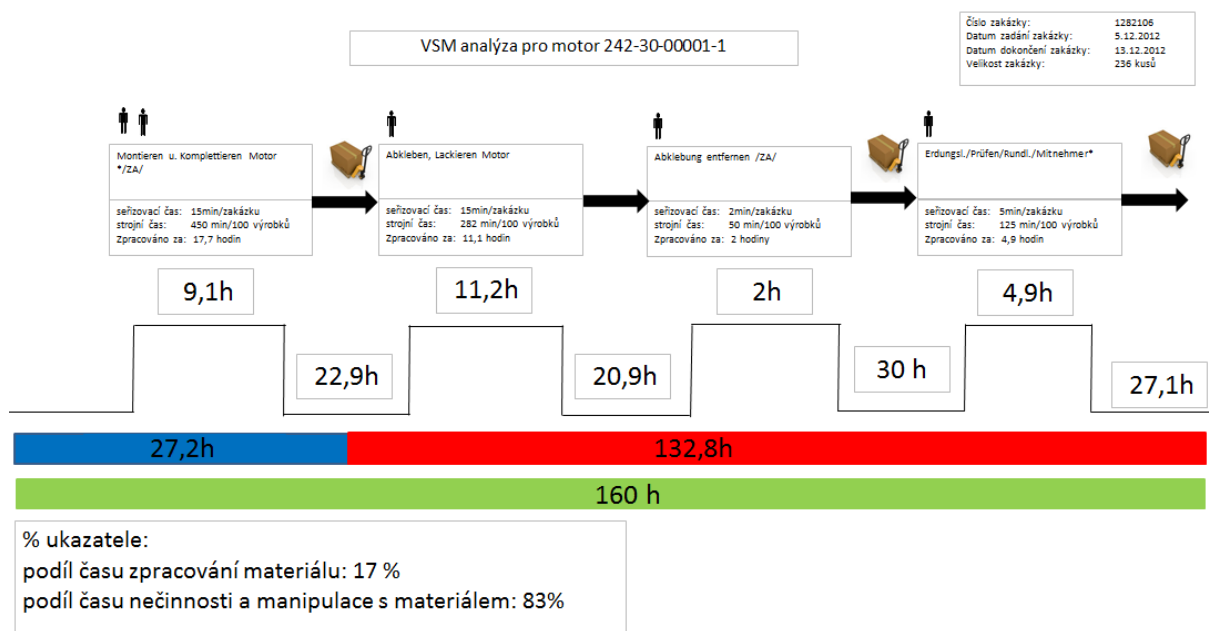 VSM analýza pro motor 242-30-00001-1
Číslo zakázky: 1282106
Datum zadání zakázky: 5.12.2012
Datum dokončení zakázky: 13.12.2012
Velikost zakázky: 236 kusů
Montieren u. Komplettieren Motor
*/ZA/
seřizovací čas: 15min/zakázku
strojní čas: 450 min/100 výrobků
Zpracováno za: 17,7 hodin
Abkleben, Lackieren Motor
seřizovací čas: 15min/zakázku
strojní čas: 282 min/100 výrobků
Zpracováno za: 11,1 hodin
Abklebung entfernen /ZA/
seřizovací čas: 2min/zakázku
strojní čas: 50 min/100 výrobků
Zpracováno za: 2 hodiny
Erdungsl./Prüfen/Rundl./Mitnehmer*
seřizovací čas: 5min/zakázku
strojní čas: 125 min/100 výrobků
Zpracováno za: 4,9 hodin
9,1h
11,2h
2h
4,9h
22,9h
20,9h
30 h
27,1h
27,2h
132,8h
160 h
% ukazatele:
podíl času zpracování materiálu: 17 %
podíl času nečinnosti a manipulace s materiálem: 83%